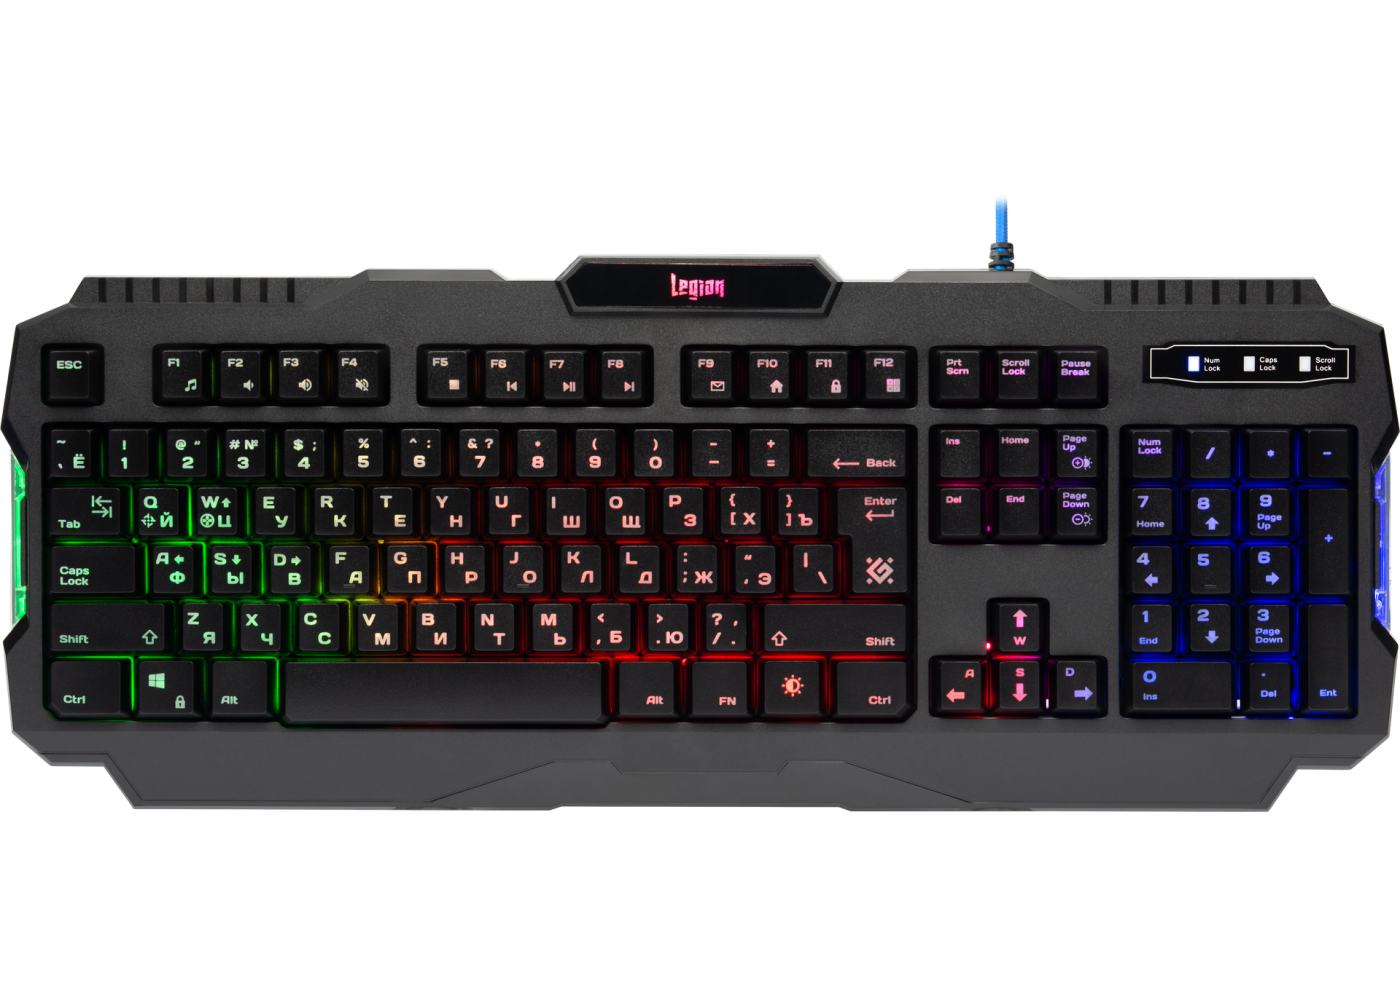 Legion
ESC F1 F2 F3 F4 F5 F6 F7 F8 F9 F10 F11 F12 Prt Scrn Scroll Lock Pause Break Num Lock Caps Lock Scroll Lock
~ ! @ " # № $ ; % ^ : & ? * ( ) - +
` Ё 1 2 3 4 5 6 7 8 9 0 – = Back Ins Home Page Up Num Lock / * -
Tab Q Й W Ц E У R К T Е Y Н U Г I Ш O Щ P З { [ Х } ] Ъ Enter Del End Page Down 7 Home 8 9 Page Up +
Caps Lock A Ф S Ы D В F А G П H Р J О K Л L Д : ; Ж " ' Э | \ 4 5 6
Shift Z Я X Ч C С V М B И N Т M Ь < , Б > . Ю ? , / . Shift W 1 End 2 3 Page Down
Ctrl Alt Alt FN Ctrl A S D 0 Ins . Del Ent